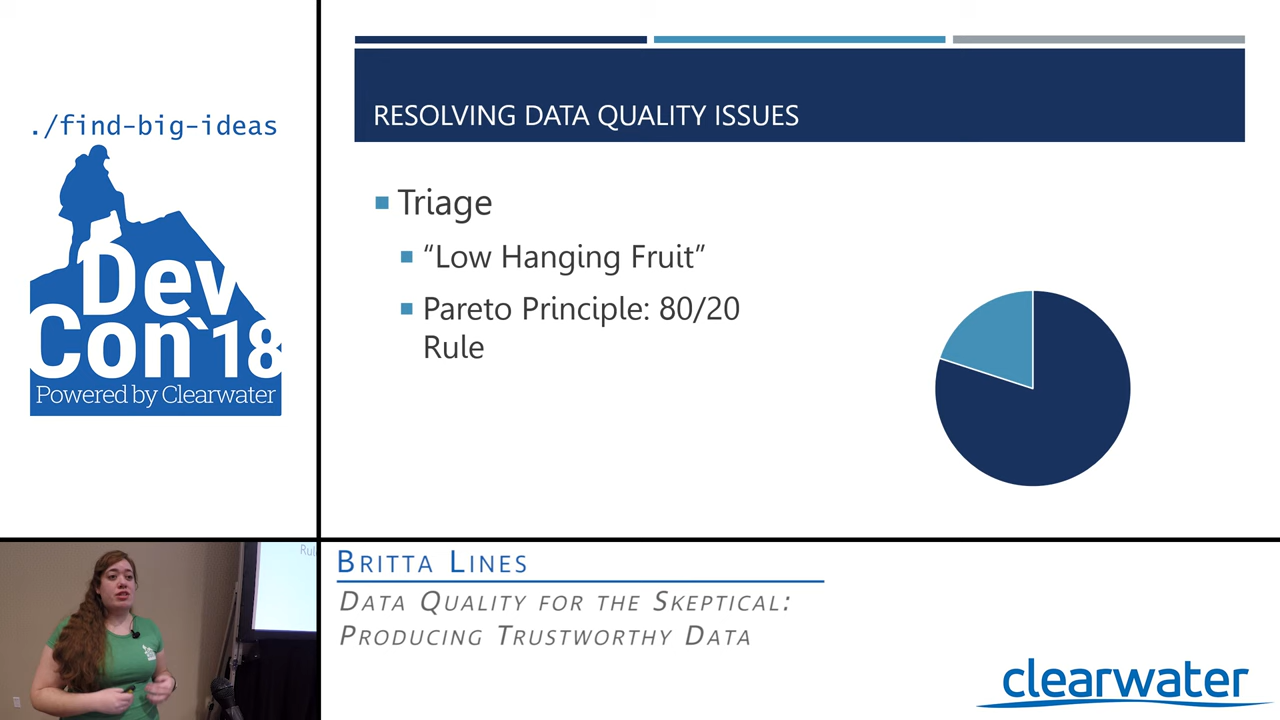 ./find-big-ideas
Dev
Con`18
Powered by Clearwater
RESOLVING DATA QUALITY ISSUES
Triage
“Low Hanging Fruit”
Pareto Principle: 80/20
Rule
Rul
BRITTA LINES
DATA QUALITY FOR THE SKEPTICAL:
PRODUCING TRUSTWORTHY DATA
clearwater